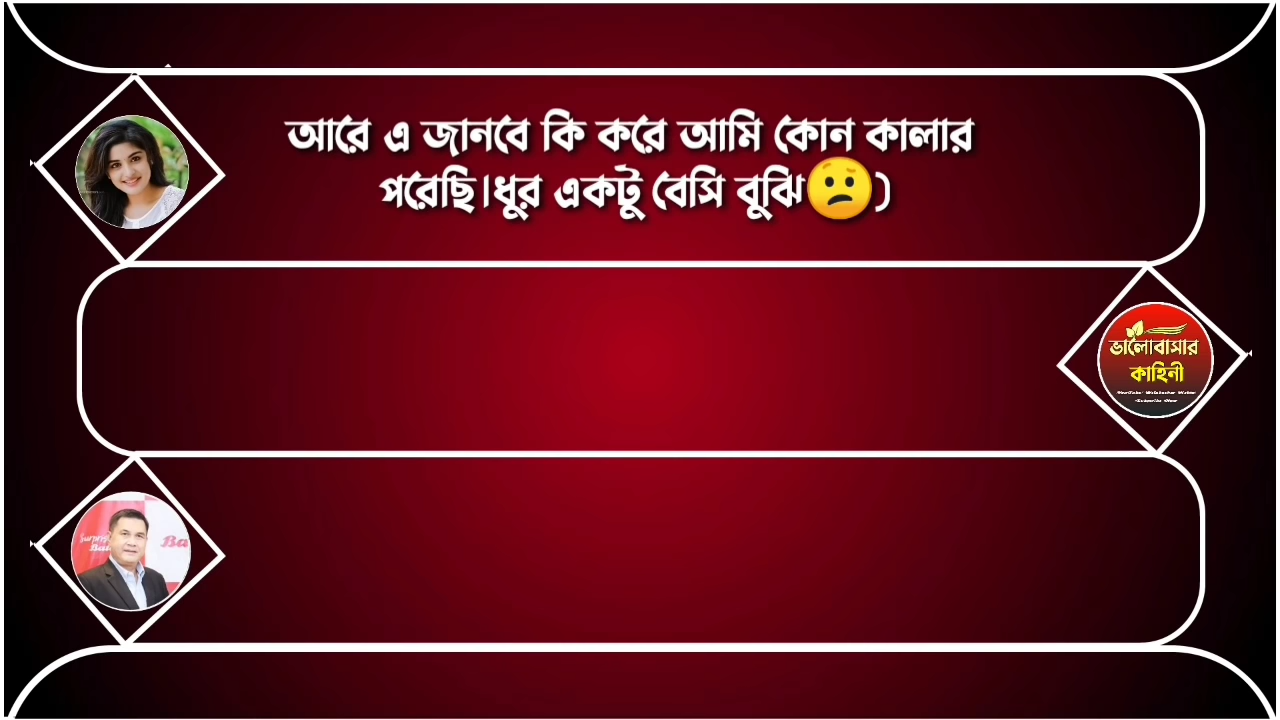 আরে এ জানবে কি করে আমি কোন কালার
পরেছি।ধুর একটু বেসি বুঝি😟)
ভালোবাসার
কাহিনী